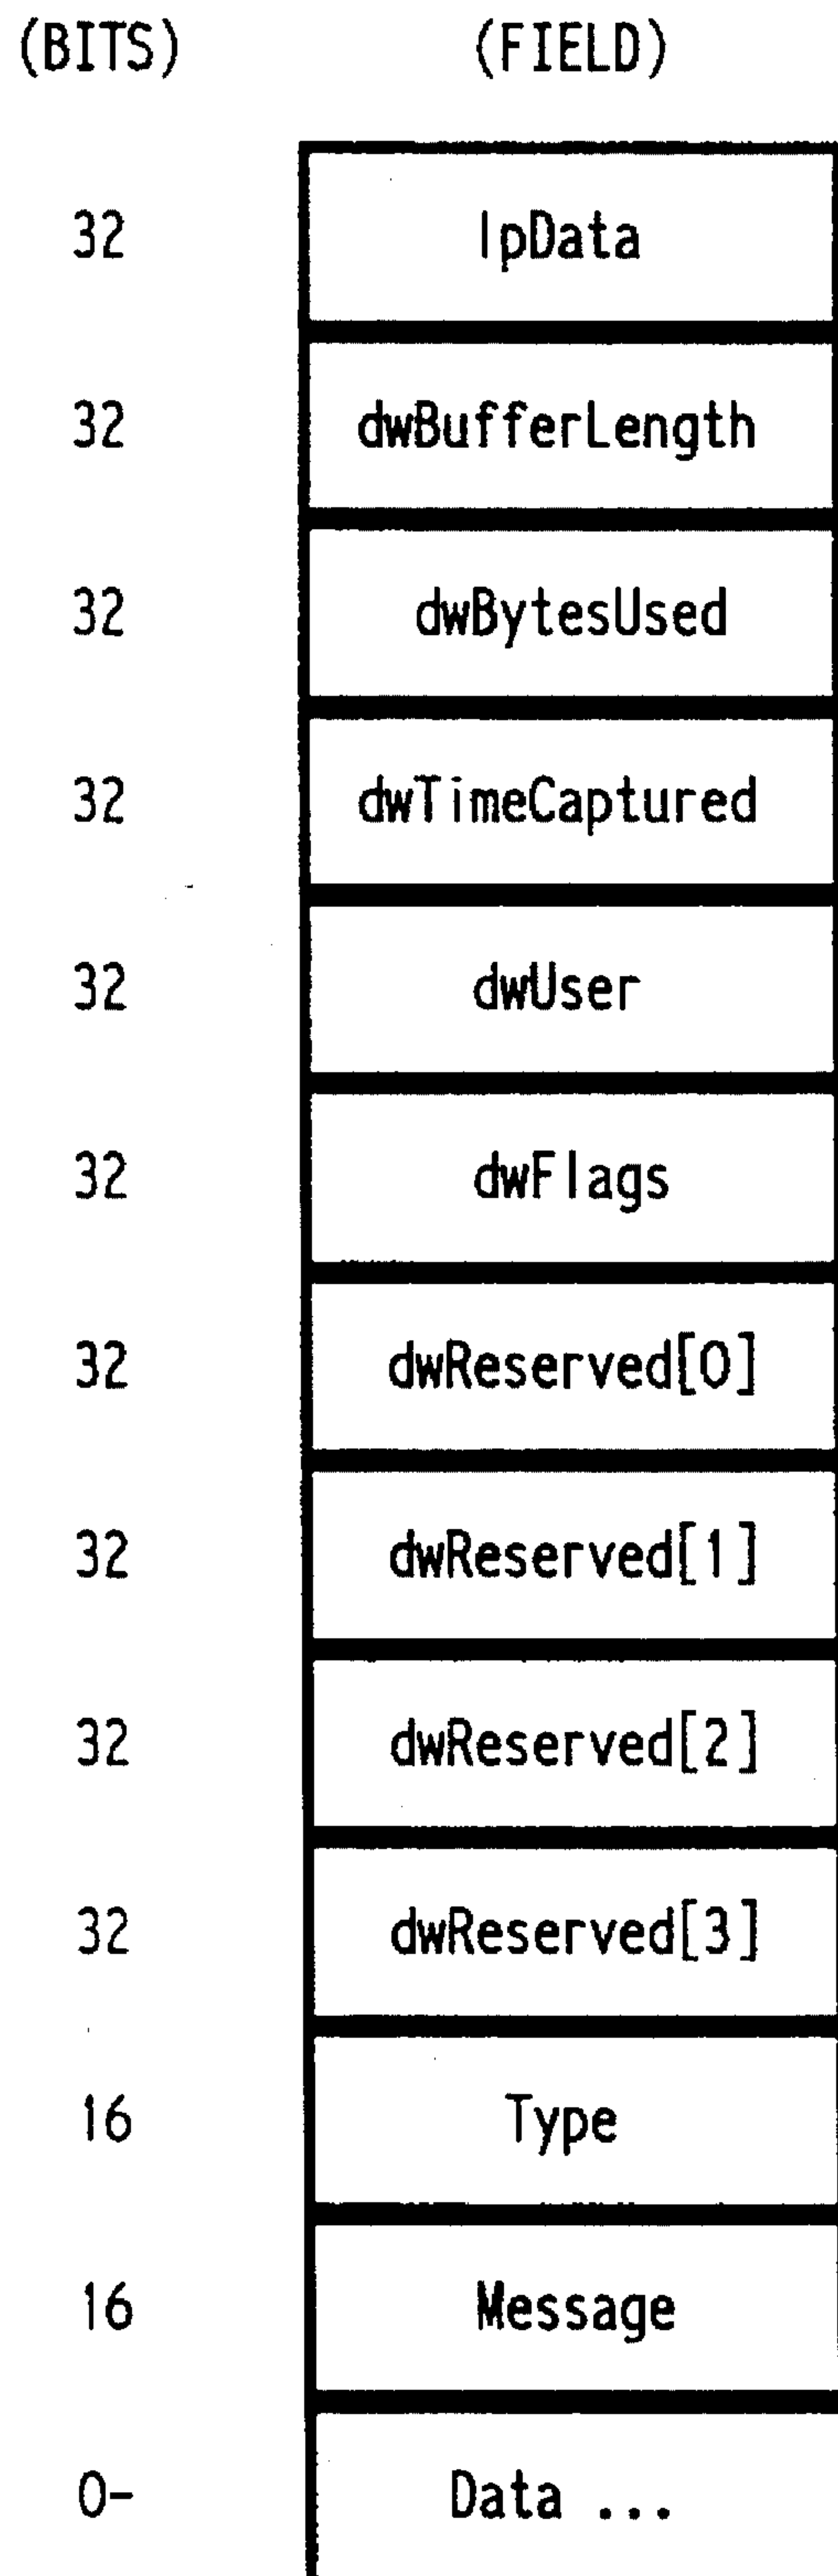 (BITS) (FIELD)
32 lpData
32 dwBufferLength
32 dwBytesUsed
32 dwTimeCaptured
32 dwUser
32 dwFlags
32 dwReserved[0]
32 dwReserved[1]
32 dwReserved[2]
32 dwReserved[3]
16 Type
16 Message
0- Data ...